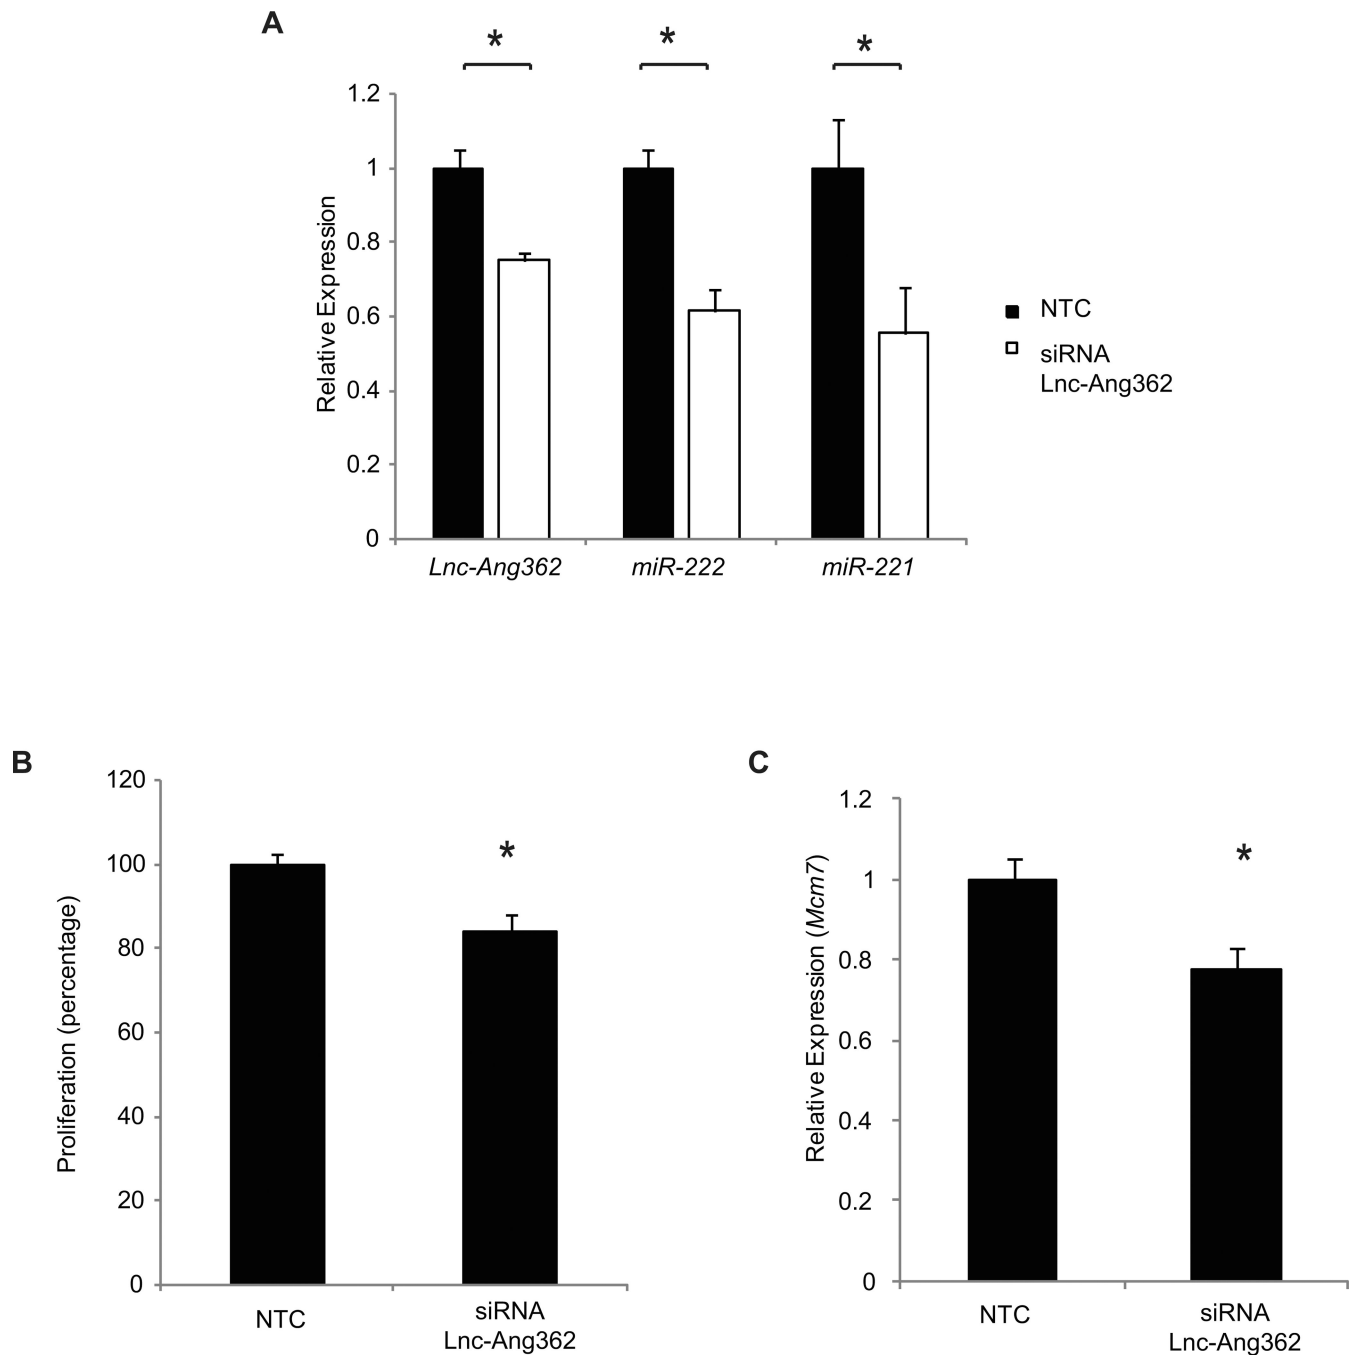 A
*
*
*
1.2
1
0.8
0.6
0.4
0.2
0
Relative Expression
Lnc-Ang362
miR-222
miR-221
NTC
siRNA
Lnc-Ang362
B
120
100
80
60
40
20
0
Proliferation (percentage)
*
NTC
siRNA
Lnc-Ang362
C
1.2
1
0.8
0.6
0.4
0.2
0
Relative Expression (Mcm7)
*
NTC
siRNA
Lnc-Ang362